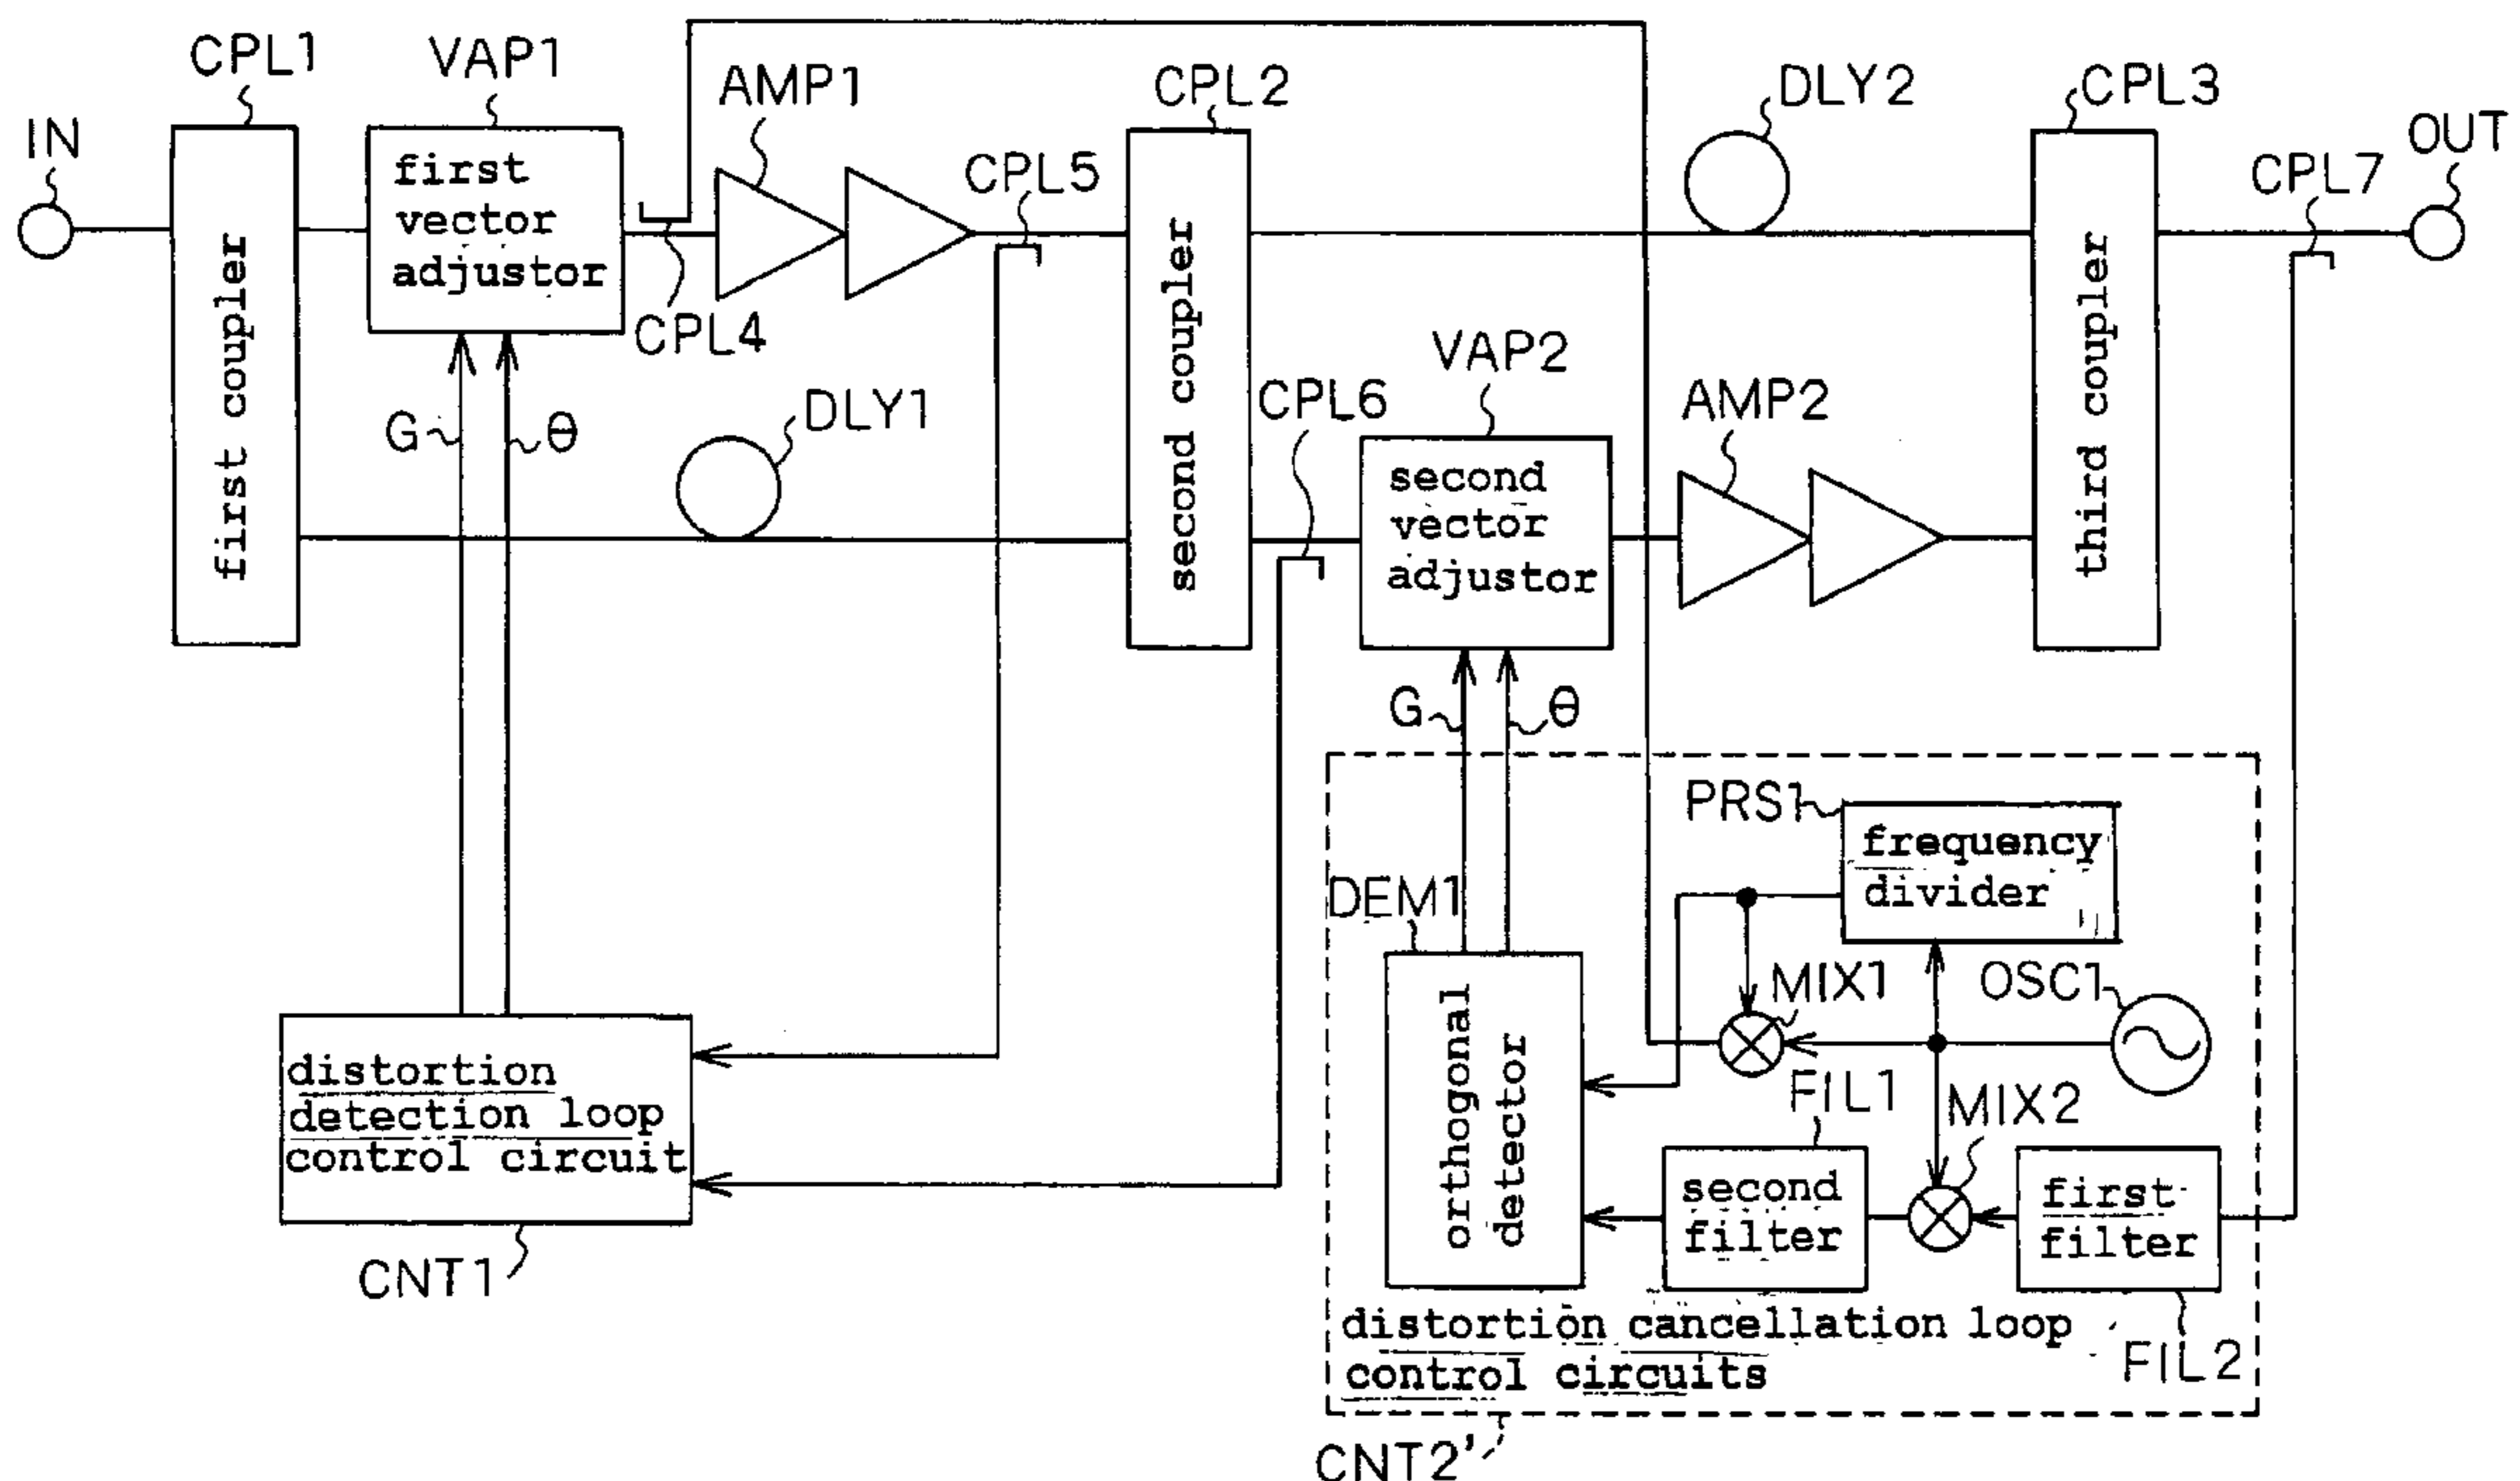 CPL1
VAP1
AMP1
CPL2
DLY2
CPL3
OUT
IN
CPL5
CPL7
first
vector
adjustor
first coupler
second coupler
third coupler
CPL4
VAP2
G
θ
DLY1
CPL6
AMP2
second
vector
adjustor
G
θ
PRS1
frequency
divider
DEM1
MIX1
OSC1
orthogonal
detector
distortion
detection loop
control circuit
FIL1
MIX2
second
filter
first
filter
CNT1
distortion cancellation loop
control circuits
FIL2
CNT2'